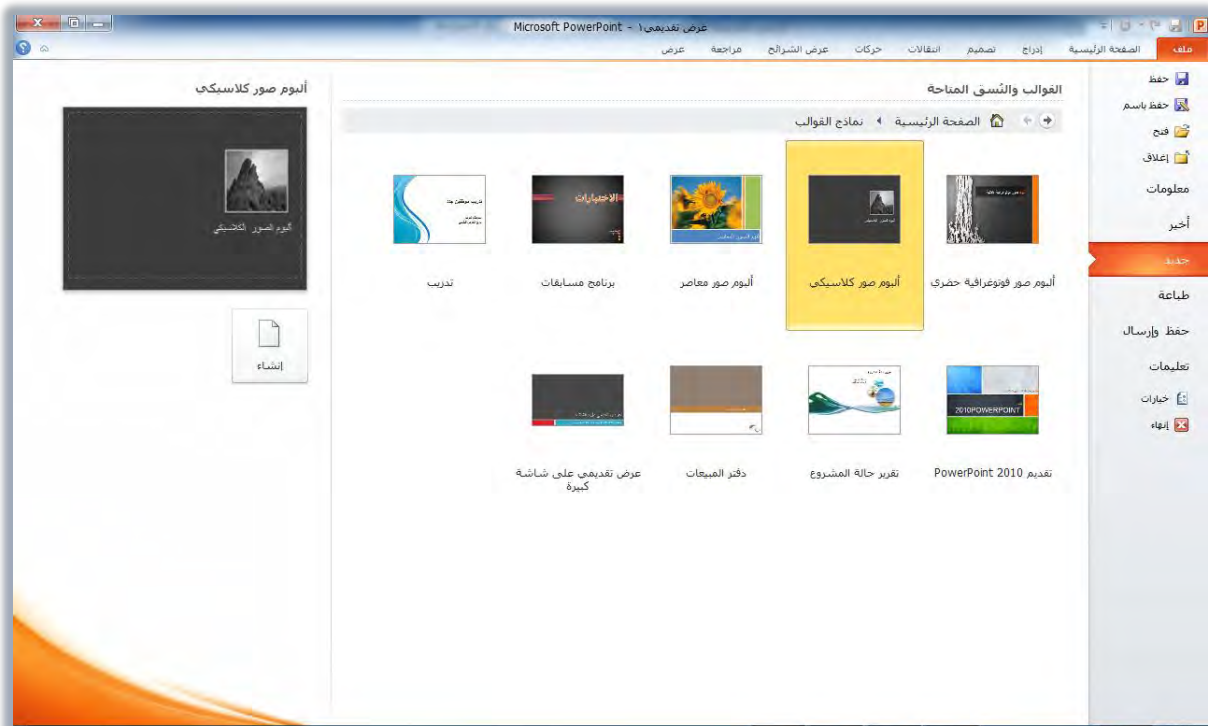 عرض تقديمي١ - Microsoft PowerPoint
ملف الصفحة الرئيسية إدراج تصميم انتقالات حركات عرض الشرائح مراجعة عرض
حفظ
حفظ باسم
فتح
إغلاق
معلومات
أخير
جديد
طباعة
حفظ وإرسال
تعليمات
خيارات
إنهاء
القوالب والنُسق المتاحة
الصفحة الرئيسية نماذج القوالب
ألبوم صور فوتوغرافية حضري
ألبوم صور كلاسيكي
ألبوم صور معاصر
الاختبارات
برنامج مسابقات
تدريب
2010POWERPOINT
تقديم PowerPoint 2010
تقرير حالة المشروع
دفتر المبيعات
عرض تقديمي على شاشة
كبيرة
ألبوم صور كلاسيكي
ألبوم الصور الكلاسيكي
إنشاء